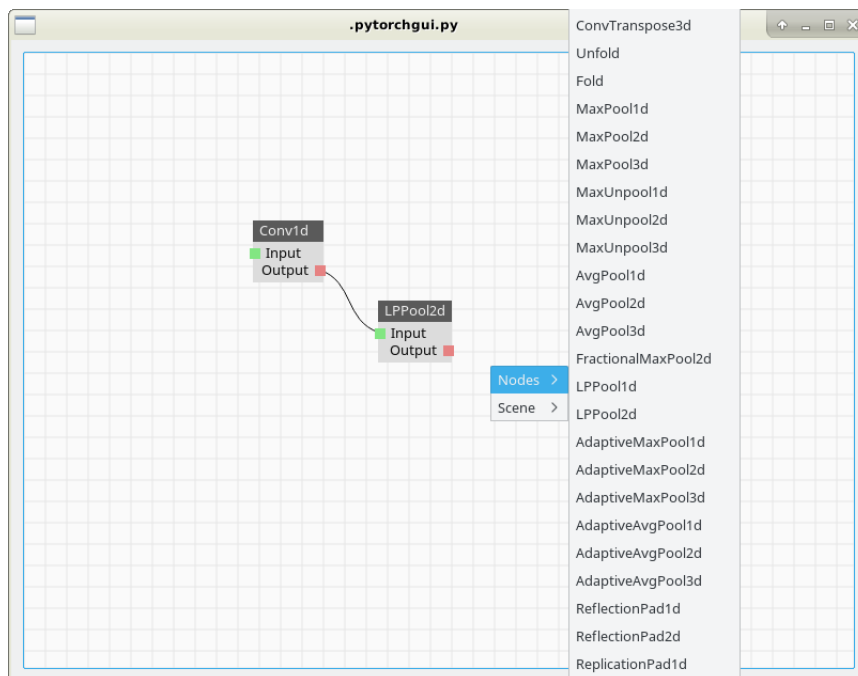 .pytorchgui.py
Conv1d
Input
Output
LPPool2d
Input
Output
Nodes
Scene
ConvTranspose3d
Unfold
Fold
MaxPool1d
MaxPool2d
MaxPool3d
MaxUnpool1d
MaxUnpool2d
MaxUnpool3d
AvgPool1d
AvgPool2d
AvgPool3d
FractionalMaxPool2d
LPPool1d
LPPool2d
AdaptiveMaxPool1d
AdaptiveMaxPool2d
AdaptiveMaxPool3d
AdaptiveAvgPool1d
AdaptiveAvgPool2d
AdaptiveAvgPool3d
ReflectionPad1d
ReflectionPad2d
ReplicationPad1d